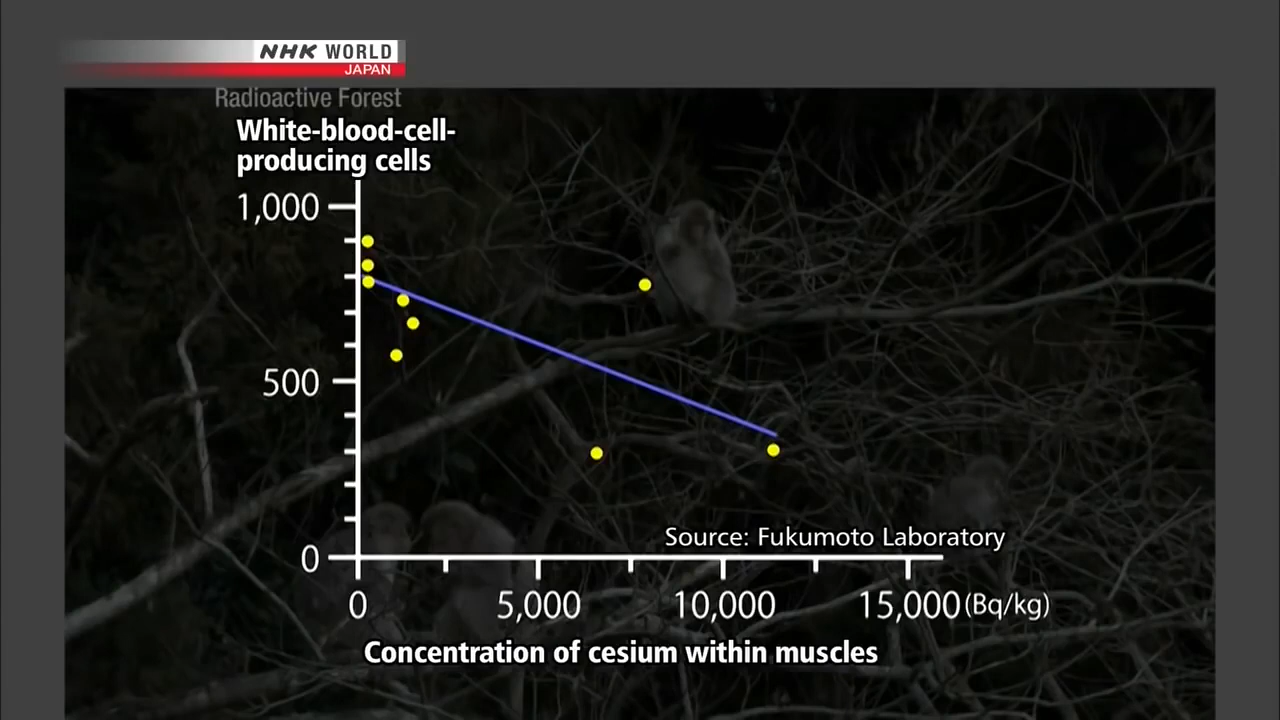 NHK WORLD
JAPAN
Radioactive Forest
White-blood-cell-
producing cells
1,000
500
0
Source: Fukumoto Laboratory
0 5,000 10,000 15,000 (Bq/kg)
Concentration of cesium within muscles